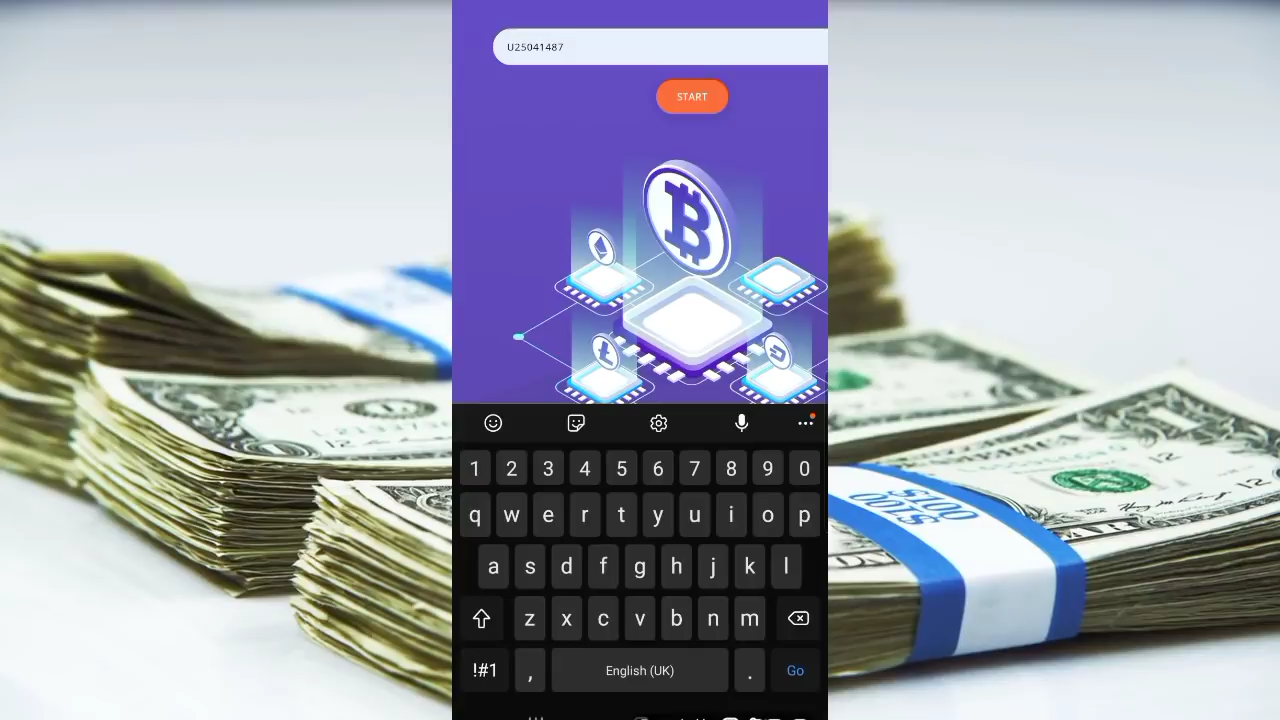 U25041487
START
1 2 3 4 5 6 7 8 9 0
q w e r t y u i o p
a s d f g h j k l
z x c v b n m
!#1 , English (UK) . Go
$100